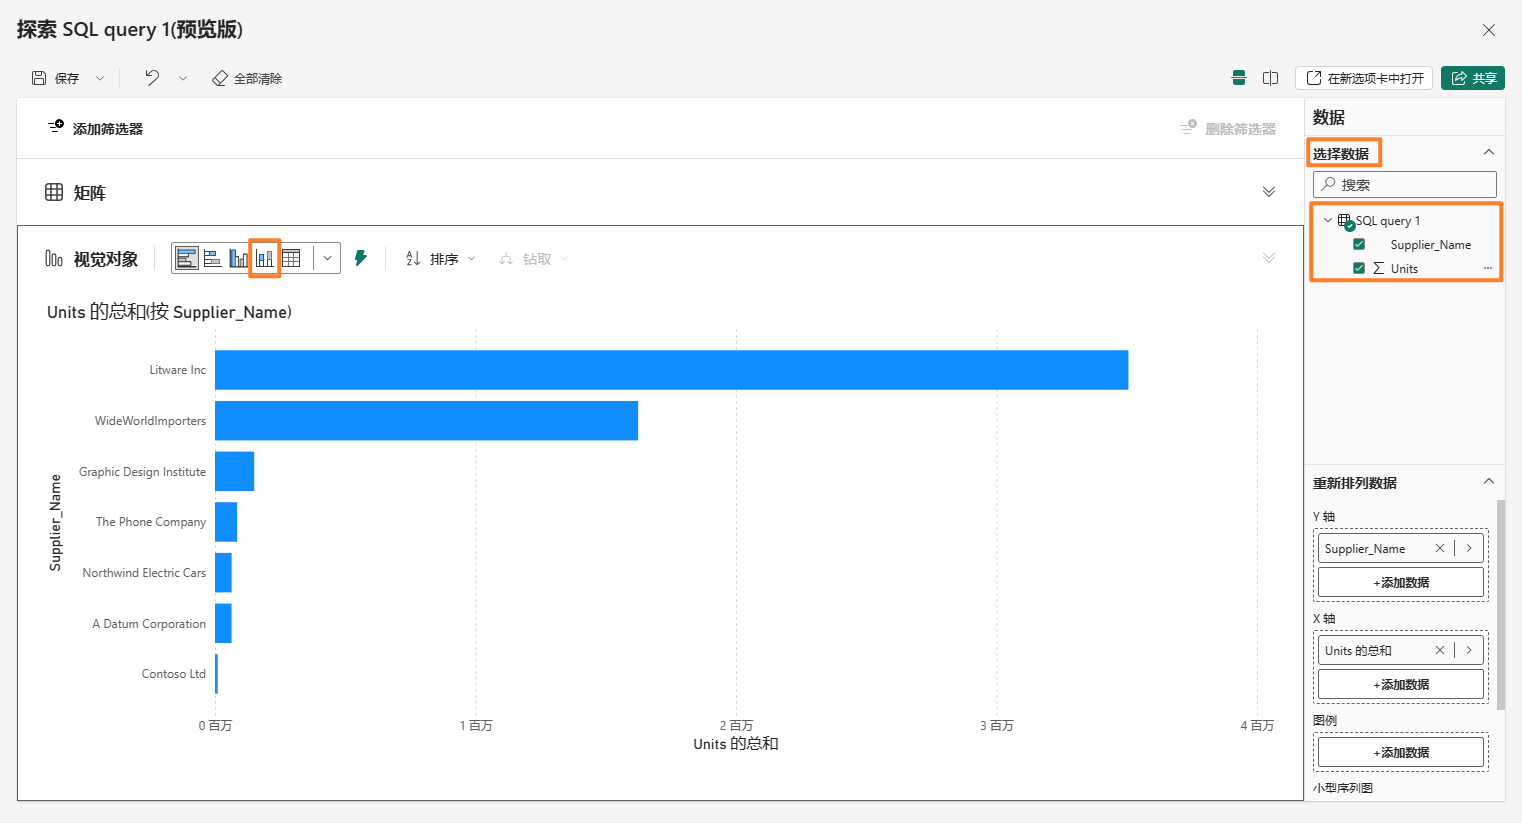 探索 SQL query 1(预览版)
保存
全部清除
在新选项卡中打开
共享
添加筛选器
删除筛选器
矩阵
视觉对象
排序
钻取
Units 的总和(按 Supplier_Name)
Supplier_Name
Litware Inc
WideWorldImporters
Graphic Design Institute
The Phone Company
Northwind Electric Cars
A Datum Corporation
Contoso Ltd
0 百万
1 百万
2 百万
3 百万
4 百万
Units 的总和
数据
选择数据
搜索
SQL query 1
Supplier_Name
Units
重新排列数据
Y 轴
Supplier_Name
+添加数据
X 轴
Units 的总和
+添加数据
图例
+添加数据
小型序列图